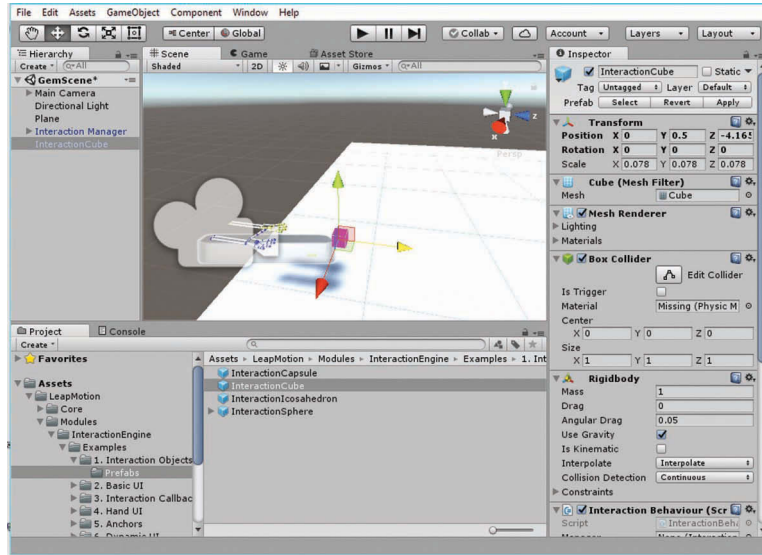 File Edit Assets GameObject Component Window Help
Center Global Collab Account Layers Layout
Hierarchy
Create All
GemScene*
Main Camera
Directional Light
Plane
Interaction Manager
InteractionCube
Scene Game Asset Store
Shaded 2D Gizmos All
x z
Persp
Inspector
InteractionCube Static
Tag Untagged Layer Default
Prefab Select Revert Apply
Transform
Position X 0 Y 0.5 Z -4.165
Rotation X 0 Y 0 Z 0
Scale X 0.078 Y 0.078 Z 0.078
Cube (Mesh Filter)
Mesh Cube
Mesh Renderer
Lighting
Materials
Box Collider
Edit Collider
Is Trigger
Material Missing (Physic M
Center
X 0 Y 0 Z 0
Size
X 1 Y 1 Z 1
Rigidbody
Mass 1
Drag 0
Angular Drag 0.05
Use Gravity
Is Kinematic
Interpolate Interpolate
Collision Detection Continuous
Constraints
Interaction Behaviour (Scr
Script InteractionBeh
Project Console
Create
Favorites
Assets
LeapMotion
Core
Modules
InteractionEngine
Examples
1. Interaction Objects
Prefabs
2. Basic UI
3. Interaction Callbac
4. Hand UI
5. Anchors
6. Dynamic UI
Assets LeapMotion Modules InteractionEngine Examples 1. Int
InteractionCapsule
InteractionCube
InteractionIcosahedron
InteractionSphere